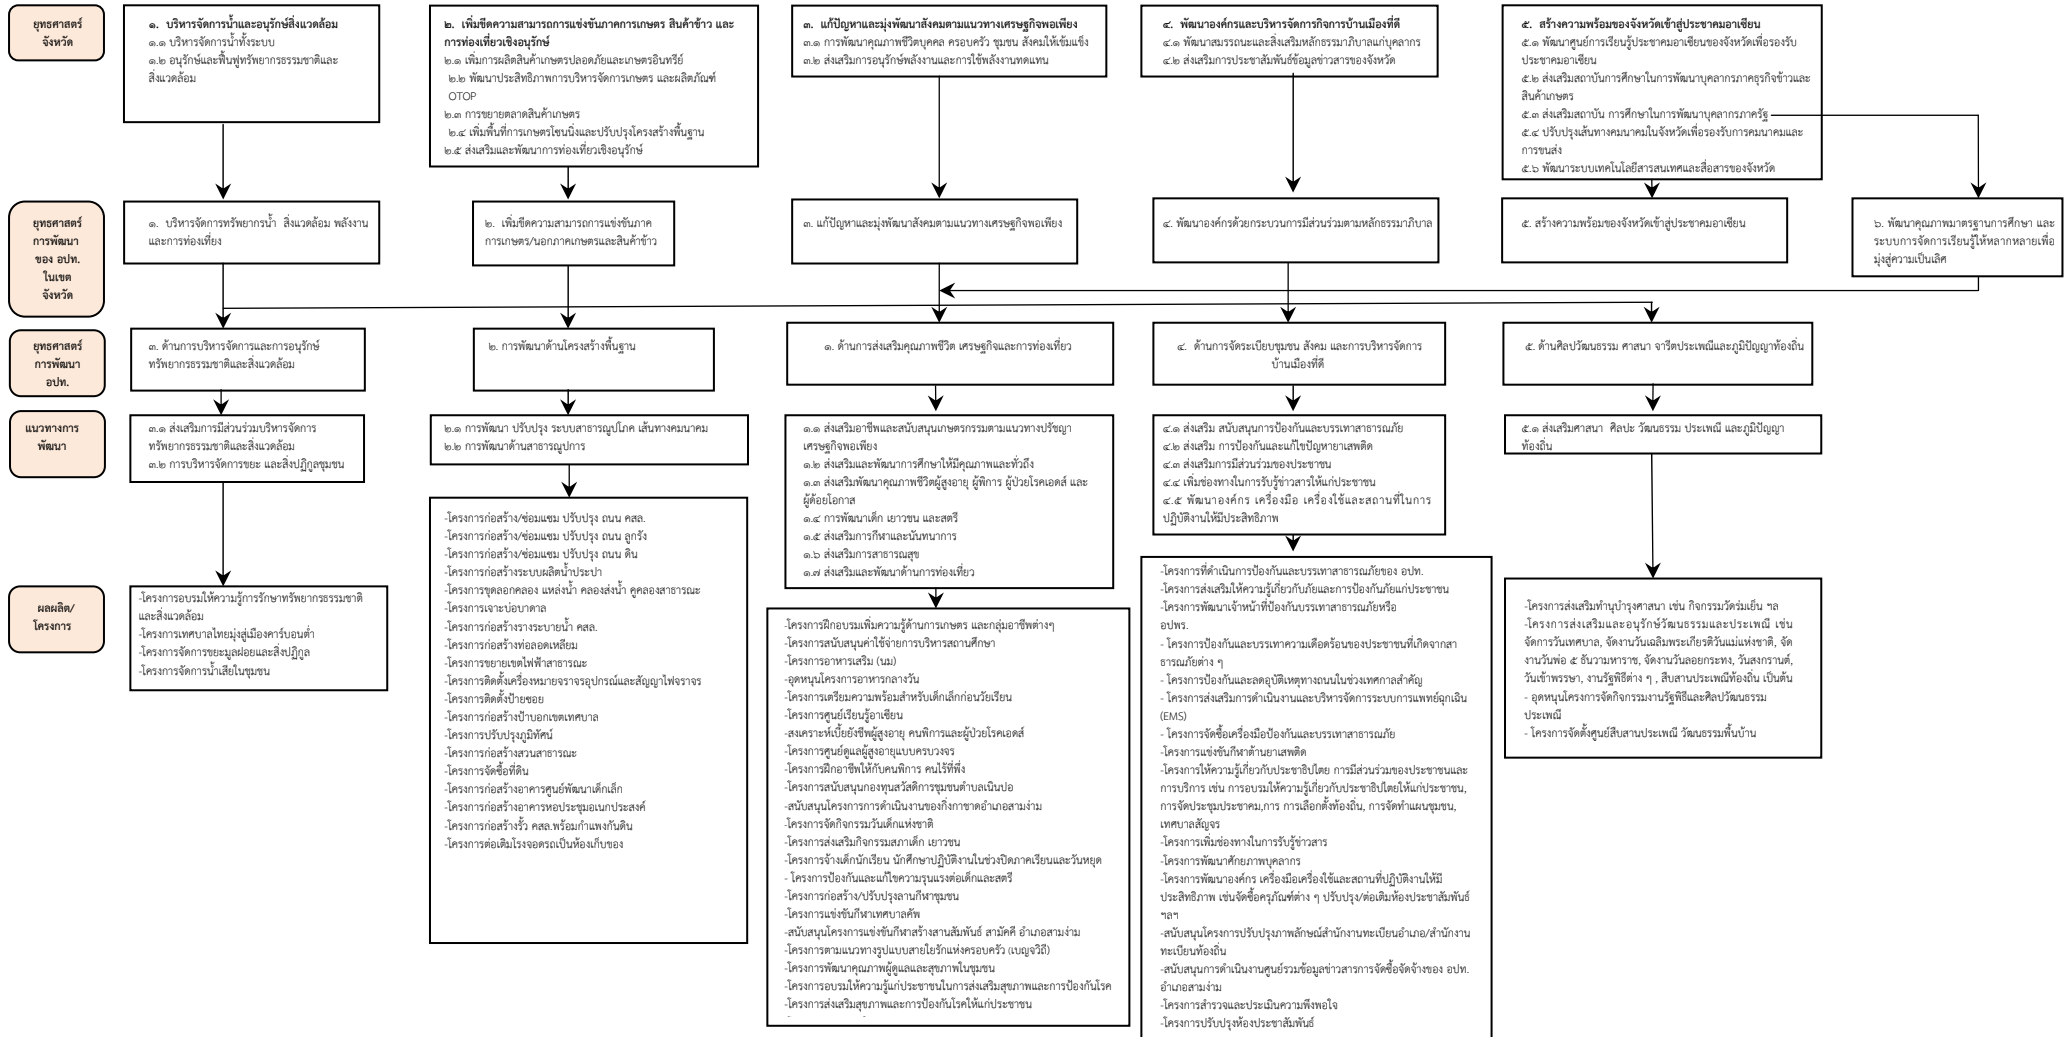 ยุทธศาสตร์
จังหวัด
๑. บริหารจัดการน้ำและอนุรักษ์สิ่งแวดล้อม
๑.๑ บริหารจัดการน้ำทั้งระบบ
๑.๒ อนุรักษ์และฟื้นฟูทรัพยากรธรรมชาติและ
สิ่งแวดล้อม
๒. เพิ่มขีดความสามารถการแข่งขันภาคการเกษตร สินค้าข้าว และ
การท่องเที่ยวเชิงอนุรักษ์
๒.๑ เพิ่มการผลิตสินค้าเกษตรปลอดภัยและเกษตรอินทรีย์
๒.๒ พัฒนาประสิทธิภาพการบริหารจัดการเกษตร และผลิตภัณฑ์
OTOP
๒.๓ การขยายตลาดสินค้าเกษตร
๒.๔ เพิ่มพื้นที่การเกษตรโซนนิ่งและปรับปรุงโครงสร้างพื้นฐาน
๒.๕ ส่งเสริมและพัฒนาการท่องเที่ยวเชิงอนุรักษ์
๓. แก้ปัญหาและมุ่งพัฒนาสังคมตามแนวทางเศรษฐกิจพอเพียง
๓.๑ การพัฒนาคุณภาพชีวิตบุคคล ครอบครัว ชุมชน สังคมให้เข้มแข็ง
๓.๒ ส่งเสริมการอนุรักษ์พลังงานและการใช้พลังงานทดแทน
๔. พัฒนาองค์กรและบริหารจัดการกิจการบ้านเมืองที่ดี
๔.๑ พัฒนาสมรรถนะและสิ่งเสริมหลักธรรมาภิบาลแก่บุคลากร
๔.๒ ส่งเสริมการประชาสัมพันธ์ข้อมูลข่าวสารของจังหวัด
๕. สร้างความพร้อมของจังหวัดเข้าสู่ประชาคมอาเซียน
๕.๑ พัฒนาศูนย์การเรียนรู้ประชาคมอาเซียนของจังหวัดเพื่อรองรับ
ประชาคมอาเซียน
๕.๒ ส่งเสริมสถาบันการศึกษาในการพัฒนาบุคลากรภาคธุรกิจข้าวและ
สินค้าเกษตร
๕.๓ ส่งเสริมสถาบัน การศึกษาในการพัฒนาบุคลากรภาครัฐ
๕.๔ ปรับปรุงเส้นทางคมนาคมในจังหวัดเพื่อรองรับการคมนาคมและ
การขนส่ง
๕.๖ พัฒนาระบบเทคโนโลยีสารสนเทศและสื่อสารของจังหวัด
ยุทธศาสตร์
การพัฒนา
ของ อปท.
ในเขต
จังหวัด
๑. บริหารจัดการทรัพยากรน้ำ สิ่งแวดล้อม พลังงาน
และการท่องเที่ยง
๒. เพิ่มขีดความสามารถการแข่งขันภาค
การเกษตร/นอกภาคเกษตรและสินค้าข้าว
๓. แก้ปัญหาและมุ่งพัฒนาสังคมตามแนวทางเศรษฐกิจพอเพียง
๔. พัฒนาองค์กรด้วยกระบวนการมีส่วนร่วมตามหลักธรรมาภิบาล
๕. สร้างความพร้อมของจังหวัดเข้าสู่ประชาคมอาเซียน
๖. พัฒนาคุณภาพมาตรฐานการศึกษา และ
ระบบการจัดการเรียนรู้ให้หลากหลายเพื่อ
มุ่งสู่ความเป็นเลิศ
ยุทธศาสตร์
การพัฒนา
อปท.
๓. ด้านการบริหารจัดการและการอนุรักษ์
ทรัพยากรธรรมชาติและสิ่งแวดล้อม
๒. การพัฒนาด้านโครงสร้างพื้นฐาน
๑. ด้านการส่งเสริมคุณภาพชีวิต เศรษฐกิจและการท่องเที่ยว
๔. ด้านการจัดระเบียบชุมชน สังคม และการบริหารจัดการ
บ้านเมืองที่ดี
๕. ด้านศิลปวัฒนธรรม ศาสนา จารีตประเพณีและภูมิปัญญาท้องถิ่น
แนวทางการ
พัฒนา
๓.๑ ส่งเสริมการมีส่วนร่วมบริหารจัดการ
ทรัพยากรธรรมชาติและสิ่งแวดล้อม
๓.๒ การบริหารจัดการขยะ และสิ่งปฏิกูลชุมชน
๒.๑ การพัฒนา ปรับปรุง ระบบสาธารณูปโภค เส้นทางคมนาคม
๒.๒ การพัฒนาด้านสาธารณูปการ
๑.๑ ส่งเสริมอาชีพและสนับสนุนเกษตรกรรมตามแนวทางปรัชญา
เศรษฐกิจพอเพียง
๑.๒ ส่งเสริมและพัฒนาการศึกษาให้มีคุณภาพและทั่วถึง
๑.๓ ส่งเสริมพัฒนาคุณภาพชีวิตผู้สูงอายุ ผู้พิการ ผู้ป่วยโรคเอดส์ และ
ผู้ด้อยโอกาส
๑.๔ การพัฒนาเด็ก เยาวชน และสตรี
๑.๕ ส่งเสริมการกีฬาและนันทนาการ
๑.๖ ส่งเสริมการสาธารณสุข
๑.๗ ส่งเสริมและพัฒนาด้านการท่องเที่ยว
๔.๑ ส่งเสริม สนับสนุนการป้องกันและบรรเทาสาธารณภัย
๔.๒ ส่งเสริม การป้องกันและแก้ไขปัญหายาเสพติด
๔.๓ ส่งเสริมการมีส่วนร่วมของประชาชน
๔.๔ เพิ่มช่องทางในการรับรู้ข่าวสารให้แก่ประชาชน
๔.๕ พัฒนาองค์กร เครื่องมือ เครื่องใช้และสถานที่ในการ
ปฏิบัติงานให้มีประสิทธิภาพ
๕.๑ ส่งเสริมศาสนา ศิลปะ วัฒนธรรม ประเพณี และภูมิปัญญา
ท้องถิ่น
ผลผลิต/
โครงการ
-โครงการอบรมให้ความรู้การรักษาทรัพยากรธรรมชาติ
และสิ่งแวดล้อม
-โครงการเทศบาลไทยมุ่งสู่เมืองคาร์บอนต่ำ
-โครงการจัดการขยะมูลฝอยและสิ่งปฏิกูล
-โครงการจัดการน้ำเสียในชุมชน
-โครงการก่อสร้าง/ซ่อมแซม ปรับปรุง ถนน คสล.
-โครงการก่อสร้าง/ซ่อมแซม ปรับปรุง ถนน ลูกรัง
-โครงการก่อสร้าง/ซ่อมแซม ปรับปรุง ถนน ดิน
-โครงการก่อสร้างระบบผลิตน้ำประปา
-โครงการขุดลอกคลอง แหล่งน้ำ คลองส่งน้ำ คูคลองสาธารณะ
-โครงการเจาะบ่อบาดาล
-โครงการก่อสร้างรางระบายน้ำ คสล.
-โครงการก่อสร้างท่อลอดเหลี่ยม
-โครงการขยายเขตไฟฟ้าสาธารณะ
-โครงการติดตั้งเครื่องหมายจราจรอุปกรณ์และสัญญาไฟจราจร
-โครงการติดตั้งป้ายซอย
-โครงการก่อสร้างป้าบอกเขตเทศบาล
-โครงการปรับปรุงภูมิทัศน์
-โครงการก่อสร้างสวนสาธารณะ
-โครงการจัดซื้อที่ดิน
-โครงการก่อสร้างอาคารศูนย์พัฒนาเด็กเล็ก
-โครงการก่อสร้างอาคารหอประชุมอเนกประสงค์
-โครงการก่อสร้างรั้ว คสล.พร้อมกำแพงกันดิน
-โครงการต่อเติมโรงจอดรถเป็นห้องเก็บของ
-โครงการฝึกอบรมเพิ่มความรู้ด้านการเกษตร และกลุ่มอาชีพต่างๆ
-โครงการสนับสนุนค่าใช้จ่ายการบริหารสถานศึกษา
-โครงการอาหารเสริม (นม)
-อุดหนุนโครงการอาหารกลางวัน
-โครงการเตรียมความพร้อมสำหรับเด็กเล็กก่อนวัยเรียน
-โครงการศูนย์เรียนรู้อาเซียน
-สงเคราะห์เบี้ยยังชีพผู้สูงอายุ คนพิการและผู้ป่วยโรคเอดส์
-โครงการศูนย์ดูแลผู้สูงอายุแบบครบวงจร
-โครงการฝึกอาชีพให้กับคนพิการ คนไร้ที่พึ่ง
-โครงการสนับสนุนกองทุนสวัสดิการชุมชนตำบลเนินปอ
-สนับสนุนโครงการการดำเนินงานของกิ่งกาชาดอำเภอสามง่าม
-โครงการจัดกิจกรรมวันเด็กแห่งชาติ
-โครงการส่งเสริมกิจกรรมสภาเด็ก เยาวชน
-โครงการจ้างเด็กนักเรียน นักศึกษาปฏิบัติงานในช่วงปิดภาคเรียนและวันหยุด
- โครงการป้องกันและแก้ไขความรุนแรงต่อเด็กและสตรี
-โครงการก่อสร้าง/ปรับปรุงลานกีฬาชุมชน
-โครงการแข่งขันกีฬาเทศบาลคัพ
-สนับสนุนโครงการแข่งขันกีฬาสร้างสานสัมพันธ์ สามัคคี อำเภอสามง่าม
-โครงการตามแนวทางรูปแบบสายใยรักแห่งครอบครัว (เบญจวิถี)
-โครงการพัฒนาคุณภาพผู้ดูแลและสุขภาพในชุมชน
-โครงการอบรมให้ความรู้แก่ประชาชนในการส่งเสริมสุขภาพและการป้องกันโรค
-โครงการส่งเสริมสุขภาพและการป้องกันโรคให้แก่ประชาชน
-โครงการที่ดำเนินการป้องกันและบรรเทาสาธารณภัยของ อปท.
-โครงการส่งเสริมให้ความรู้เกี่ยวกับภัยและการป้องกันภัยแก่ประชาชน
-โครงการพัฒนาเจ้าหน้าที่ป้องกันบรรเทาสาธารณภัยหรือ
อปพร.
- โครงการป้องกันและบรรเทาความเดือดร้อนของประชาชนที่เกิดจากสา
ธารณภัยต่าง ๆ
- โครงการป้องกันและลดอุบัติเหตุทางถนนในช่วงเทศกาลสำคัญ
- โครงการส่งเสริมการดำเนินงานและบริหารจัดการระบบการแพทย์ฉุกเฉิน
(EMS)
- โครงการจัดซื้อเครื่องมือป้องกันและบรรเทาสาธารณภัย
-โครงการแข่งขันกีฬาต้านยาเสพติด
-โครงการให้ความรู้เกี่ยวกับประชาธิปไตย การมีส่วนร่วมของประชาชนและ
การบริการ เช่น การอบรมให้ความรู้เกี่ยวกับประชาธิปไตยให้แก่ประชาชน,
การจัดประชุมประชาคม,การ การเลือกตั้งท้องถิ่น, การจัดทำแผนชุมชน,
เทศบาลสัญจร
-โครงการเพิ่มช่องทางในการรับรู้ข่าวสาร
-โครงการพัฒนาศักยภาพบุคลากร
-โครงการพัฒนาองค์กร เครื่องมือเครื่องใช้และสถานที่ปฏิบัติงานให้มี
ประสิทธิภาพ เช่นจัดซื้อครุภัณฑ์ต่าง ๆ ปรับปรุง/ต่อเติมห้องประชาสัมพันธ์
ฯลฯ
-สนับสนุนโครงการปรับปรุงภาพลักษณ์สำนักงานทะเบียนอำเภอ/สำนักงาน
ทะเบียนท้องถิ่น
-สนับสนุนการดำเนินงานศูนย์รวมข้อมูลข่าวสารการจัดซื้อจัดจ้างของ อปท.
อำเภอสามง่าม
-โครงการสำรวจและประเมินความพึงพอใจ
-โครงการปรับปรุงห้องประชาสัมพันธ์
-โครงการส่งเสริมทำนุบำรุงศาสนา เช่น กิจกรรมวัดร่มเย็น ฯล
-โครงการส่งเสริมและอนุรักษ์วัฒนธรรมและประเพณี เช่น
จัดการวันเทศบาล, จัดงานวันเฉลิมพระเกียรติวันแม่แห่งชาติ, จัด
งานวันพ่อ ๕ ธันวามหาราช, จัดงานวันลอยกระทง, วันสงกรานต์,
วันเข้าพรรษา, งานรัฐพิธีต่าง ๆ , สืบสานประเพณีท้องถิ่น เป็นต้น
- อุดหนุนโครงการจัดกิจกรรมงานรัฐพิธีและศิลปวัฒนธรรม
ประเพณี
- โครงการจัดตั้งศูนย์สืบสานประเพณี วัฒนธรรมพื้นบ้าน